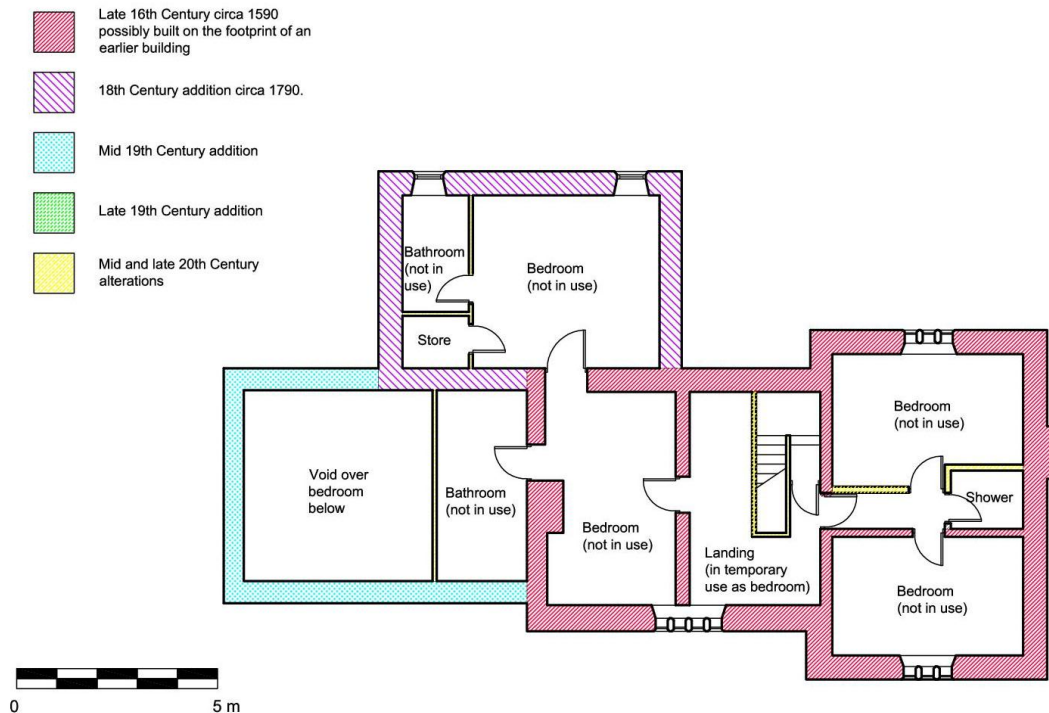 Late 16th Century circa 1590
possibly built on the footprint of an
earlier building
18th Century addition circa 1790.
Mid 19th Century addition
Late 19th Century addition
Mid and late 20th Century
alterations
Bathroom
(not in
use)
Bedroom
(not in use)
Store
Void over
bedroom
below
Bathroom
(not in use)
Bedroom
(not in use)
Landing
(in temporary
use as bedroom)
Bedroom
(not in use)
Shower
Bedroom
(not in use)
0
5 m